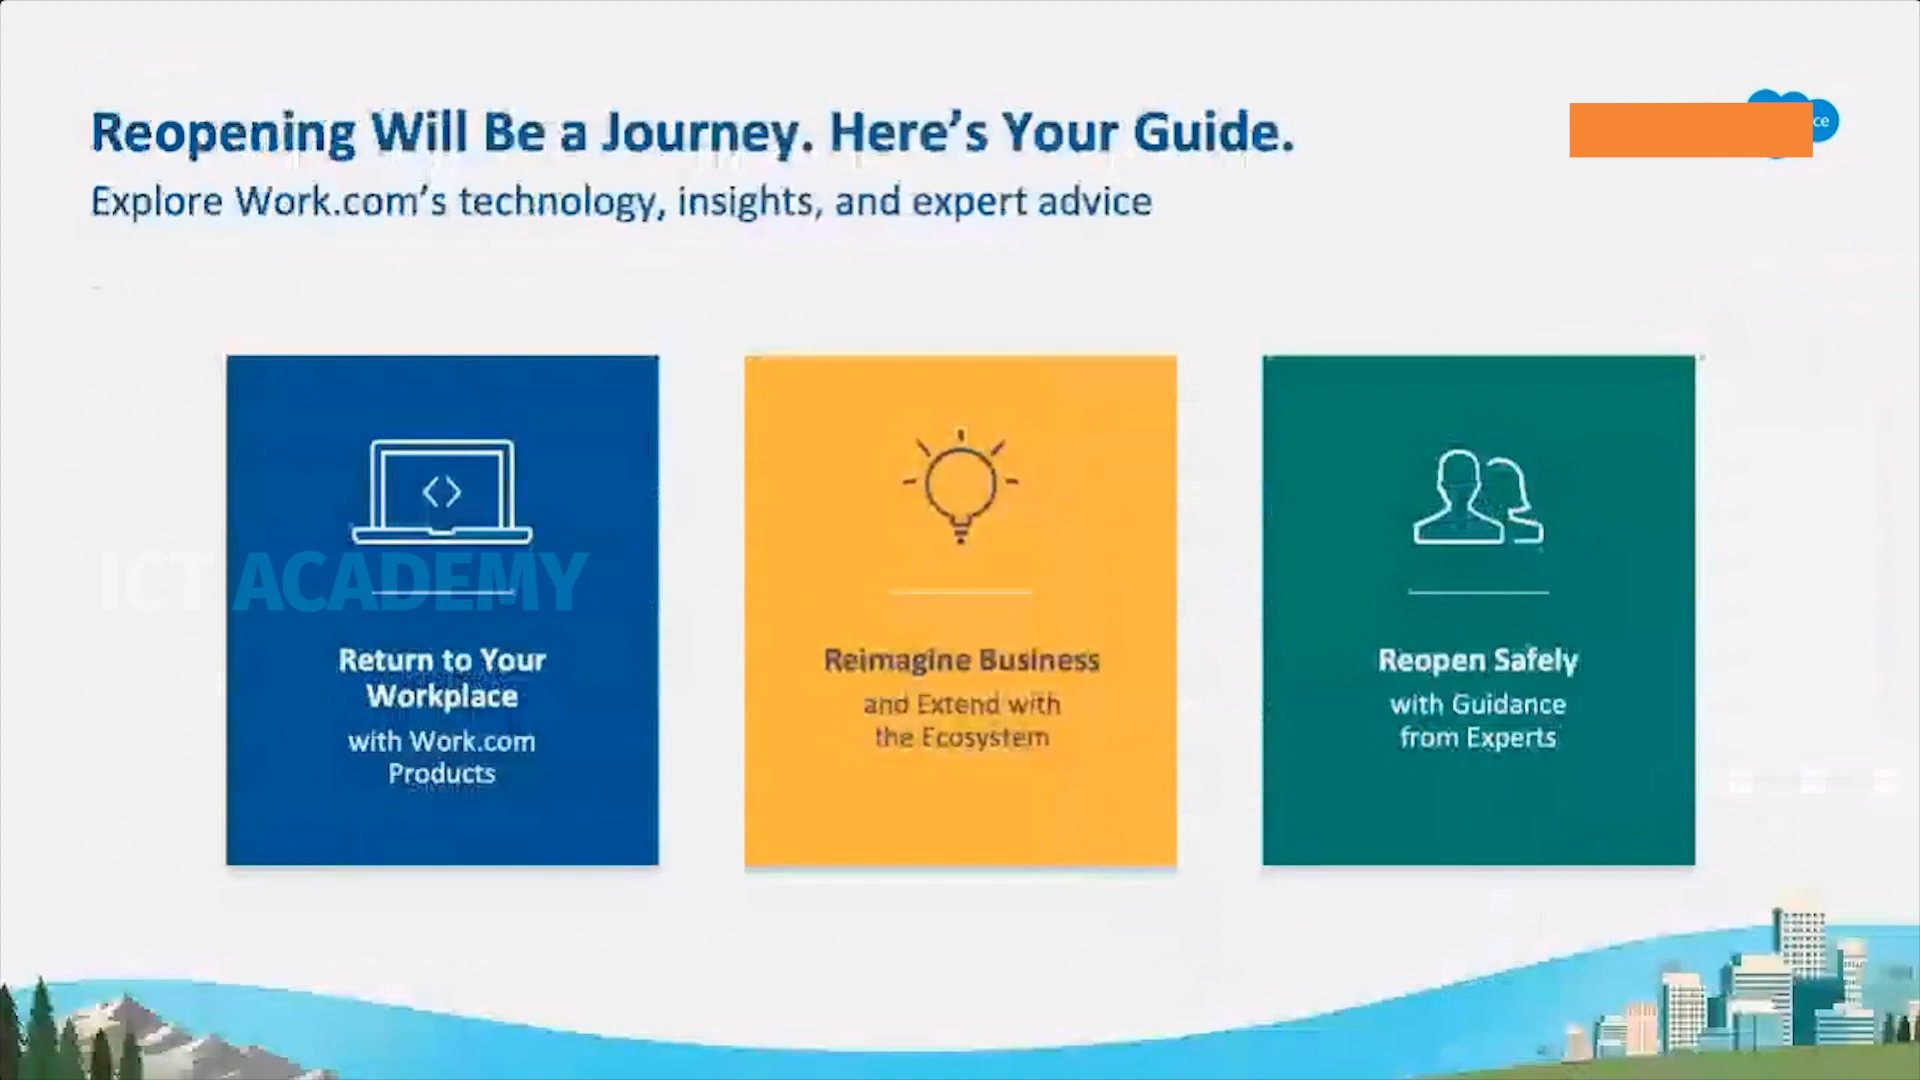 Reopening Will Be a Journey. Here's Your Guide.
Explore Work.com's technology, insights, and expert advice
ce
ICT ACADEMY
Return to Your
Workplace
with Work.com
Products
Reimagine Business
and Extend with
the Ecosystem
Reopen Safely
with Guidance
from Experts